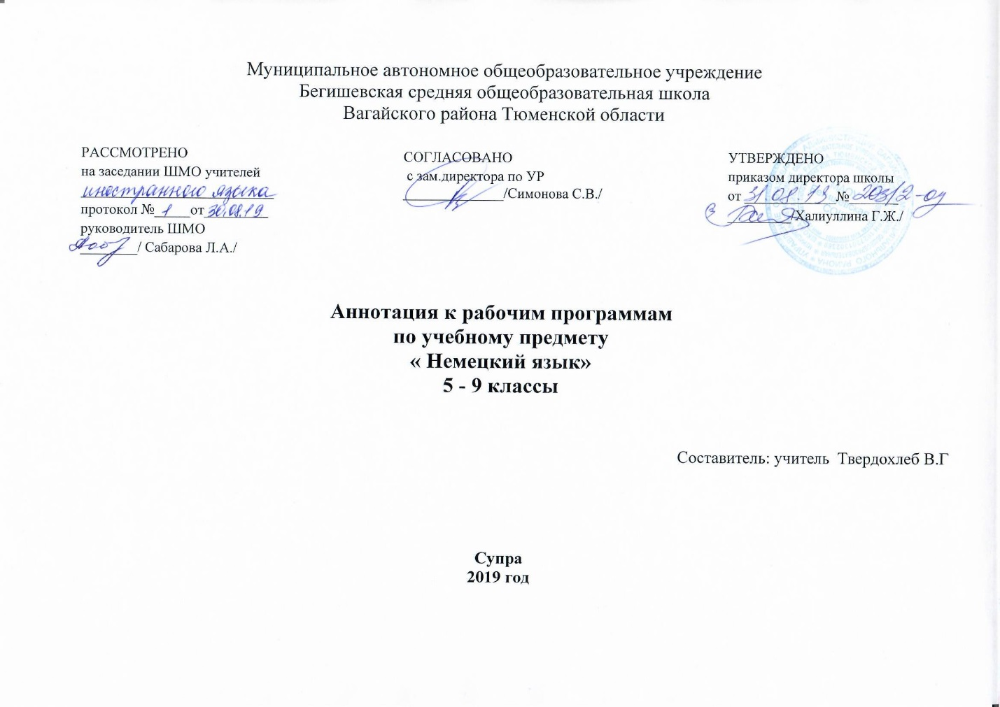 Муниципальное автономное общеобразовательное учреждение
Бегишевская средняя общеобразовательная школа
Вагайского района Тюменской области
РАССМОТРЕНО
на заседании ШМО учителей
иностранного языка
протокол № 1 от 30.08.19
руководитель ШМО
/ Сабарова Л.А./
СОГЛАСОВАНО
с зам.директора по УР
/Симонова С.В./
УТВЕРЖДЕНО
приказом директора школы
от 31.08.19 № 203/2-од
/Халиуллина Г.Ж./
Аннотация к рабочим программам
по учебному предмету
« Немецкий язык»
5 - 9 классы
Составитель: учитель Твердохлеб В.Г
Супра
2019 год